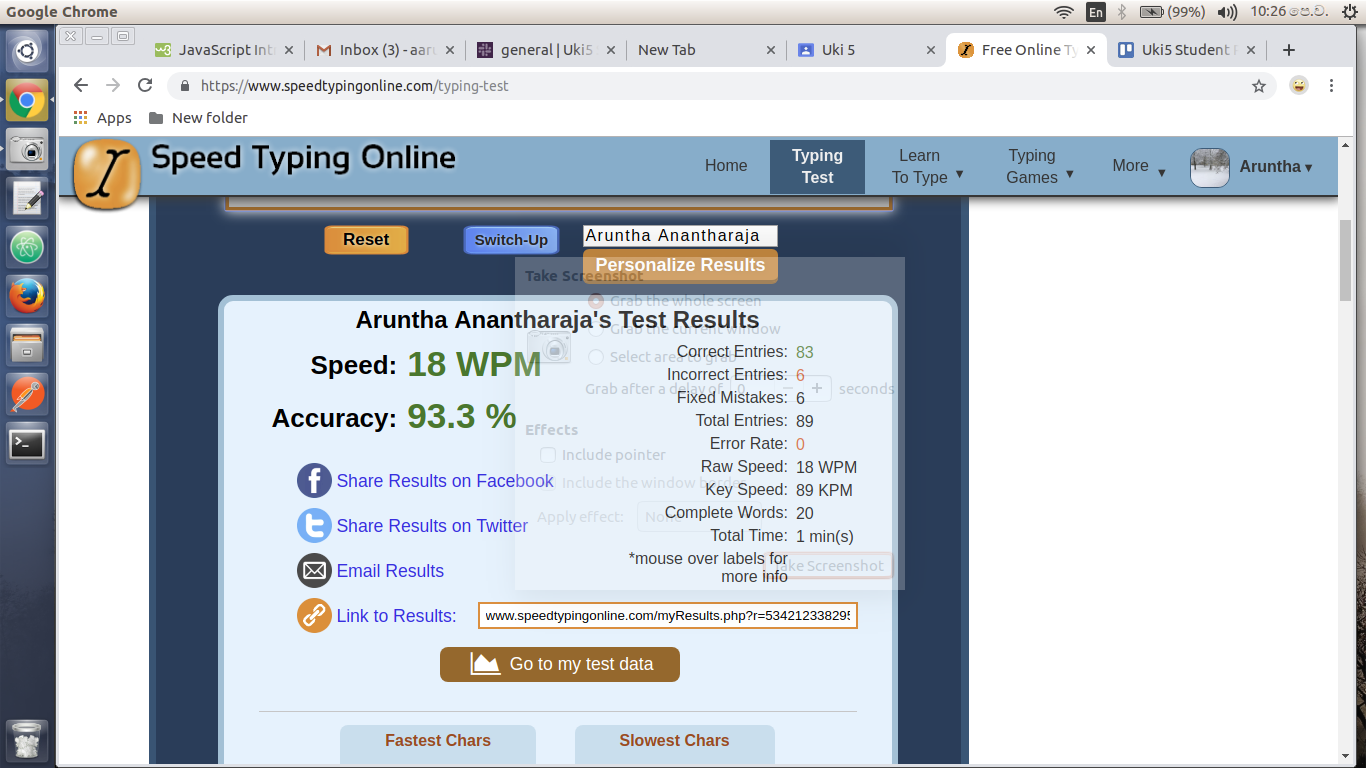 Google Chrome
En
(99%)
10:26 පෙ.ව.
JavaScript Int
Inbox (3) - aar
general | Uki5
New Tab
Uki 5
Free Online Ty
Uki5 Student
https://www.speedtypingonline.com/typing-test
Apps
New folder
Speed Typing Online
Home
Typing
Test
Learn
To Type ▼
Typing
Games ▼
More ▼
Aruntha ▾
Reset
Switch-Up
Aruntha Anantharaja
Personalize Results
Take Screenshot
Grab the whole screen
Grab the current window
Select area to grab
Grab after a delay of 0 − + seconds
Effects
Include pointer
Include the window border
Apply effect: None
Take Screenshot
Aruntha Anantharaja's Test Results
Speed: 18 WPM
Accuracy: 93.3 %
Correct Entries: 83
Incorrect Entries: 6
Fixed Mistakes: 6
Total Entries: 89
Error Rate: 0
Raw Speed: 18 WPM
Key Speed: 89 KPM
Complete Words: 20
Total Time: 1 min(s)
*mouse over labels for
more info
Share Results on Facebook
Share Results on Twitter
Email Results
Link to Results: www.speedtypingonline.com/myResults.php?r=53421233829
Go to my test data
Fastest Chars
Slowest Chars